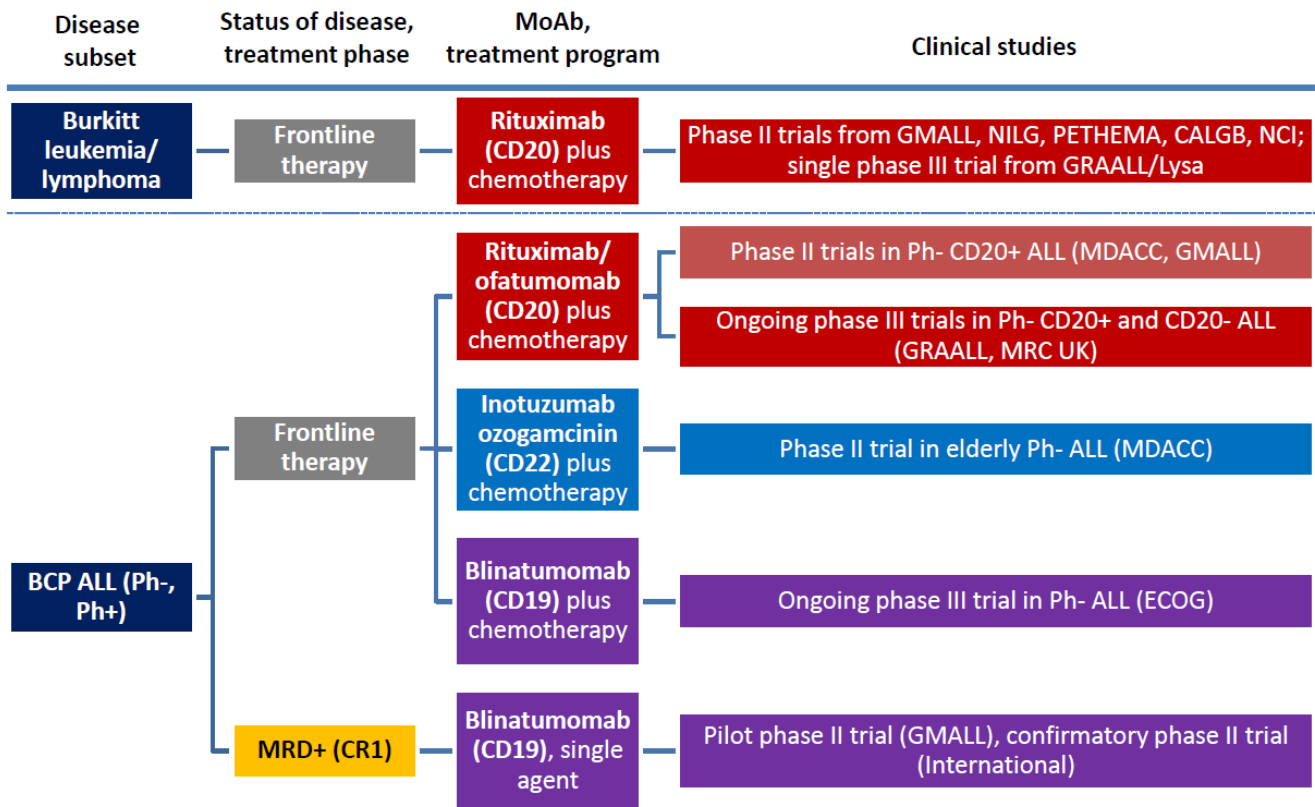 Disease
subset
Status of disease,
treatment phase
MoAb,
treatment program
Clinical studies
Burkitt
leukemia/
lymphoma
Frontline
therapy
Rituximab
(CD20) plus
chemotherapy
Phase II trials from GMALL, NILG, PETHEMA, CALGB, NCI;
single phase III trial from GRAALL/Lysa
BCP ALL (Ph-,
Ph+)
Frontline
therapy
Rituximab/
ofatumomab
(CD20) plus
chemotherapy
Phase II trials in Ph- CD20+ ALL (MDACC, GMALL)
Ongoing phase III trials in Ph- CD20+ and CD20- ALL
(GRAALL, MRC UK)
Inotuzumab
ozogamcinin
(CD22) plus
chemotherapy
Phase II trial in elderly Ph- ALL (MDACC)
Blinatumomab
(CD19) plus
chemotherapy
Ongoing phase III trial in Ph- ALL (ECOG)
MRD+ (CR1)
Blinatumomab
(CD19), single
agent
Pilot phase II trial (GMALL), confirmatory phase II trial
(International)